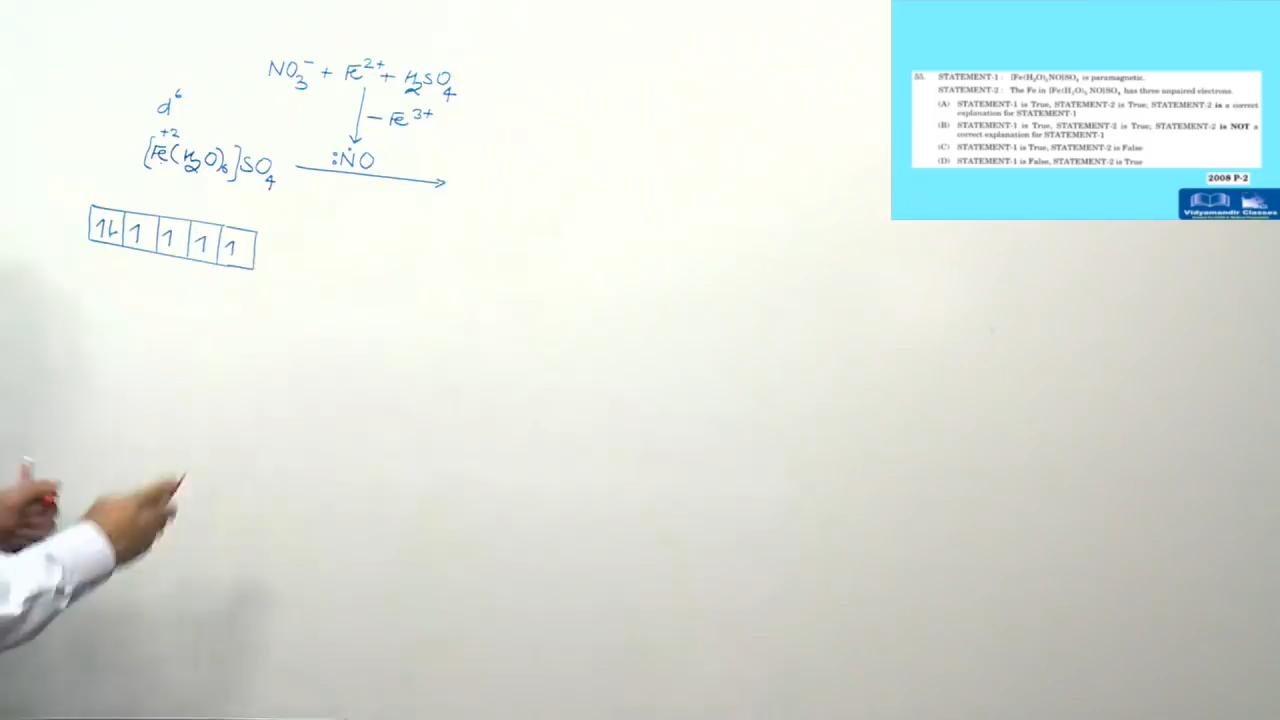 NO3⁻ + Fe²⁺ + H2SO4
d⁶
− Fe³⁺
+2
[Fe(H2O)6]SO4
:NO
1L 1 1 1 1
55. STATEMENT-1 : [Fe(H2O)5NO]SO4 is paramagnetic.
STATEMENT-2 : The Fe in [Fe(H2O)5 NO]SO4 has three unpaired electrons.
(A) STATEMENT-1 is True, STATEMENT-2 is True; STATEMENT-2 is a correct
explanation for STATEMENT-1
(B) STATEMENT-1 is True, STATEMENT-2 is True; STATEMENT-2 is NOT a
correct explanation for STATEMENT-1
(C) STATEMENT-1 is True, STATEMENT-2 is False
(D) STATEMENT-1 is False, STATEMENT-2 is True
2008 P-2
Vidyamandir Classes